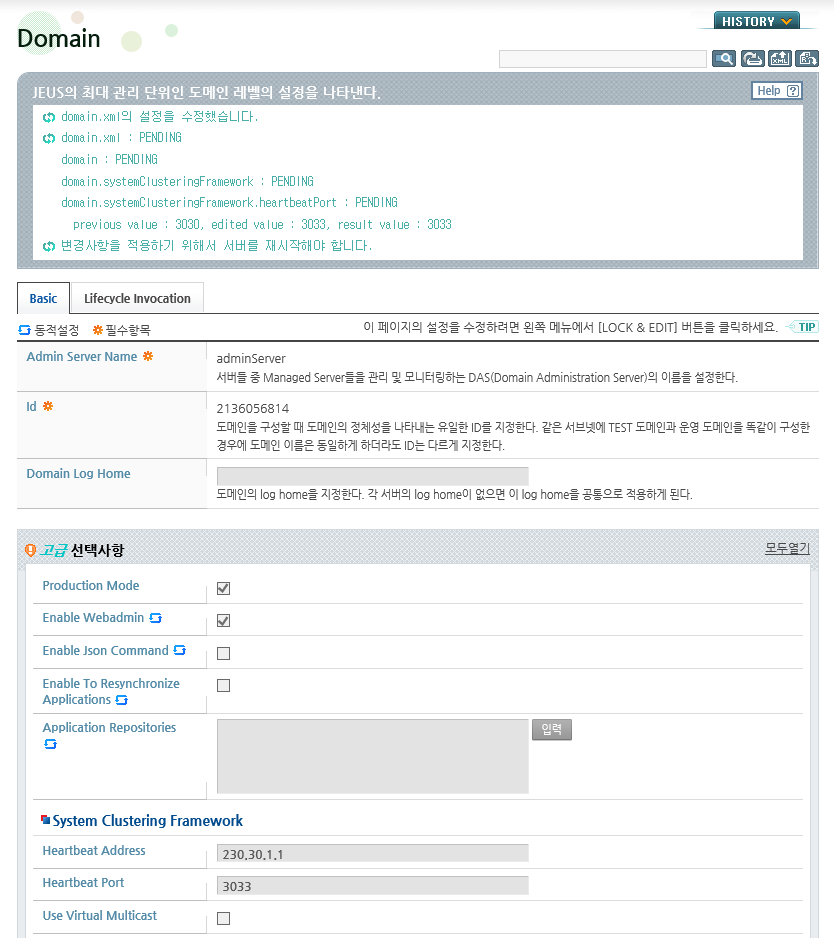 HISTORY
Domain
XML
JEUS의 최대 관리 단위인 도메인 레벨의 설정을 나타낸다.
Help ?
domain.xml의 설정을 수정했습니다.
domain.xml : PENDING
domain : PENDING
domain.systemClusteringFramework : PENDING
domain.systemClusteringFramework.heartbeatPort : PENDING
previous value : 3030, edited value : 3033, result value : 3033
변경사항을 적용하기 위해서 서버를 재시작해야 합니다.
Basic
Lifecycle Invocation
동적설정 필수항목
이 페이지의 설정을 수정하려면 왼쪽 메뉴에서 [LOCK & EDIT] 버튼을 클릭하세요. TIP
Admin Server Name
adminServer
서버들 중 Managed Server들을 관리 및 모니터링하는 DAS(Domain Administration Server)의 이름을 설정한다.
Id
2136056814
도메인을 구성할 때 도메인의 정체성을 나타내는 유일한 ID를 지정한다. 같은 서브넷에 TEST 도메인과 운영 도메인을 똑같이 구성한
경우에 도메인 이름은 동일하게 하더라도 ID는 다르게 지정한다.
Domain Log Home
도메인의 log home을 지정한다. 각 서버의 log home이 없으면 이 log home을 공통으로 적용하게 된다.
고급 선택사항
모두열기
Production Mode
Enable Webadmin
Enable Json Command
Enable To Resynchronize
Applications
Application Repositories
입력
System Clustering Framework
Heartbeat Address
230.30.1.1
Heartbeat Port
3033
Use Virtual Multicast